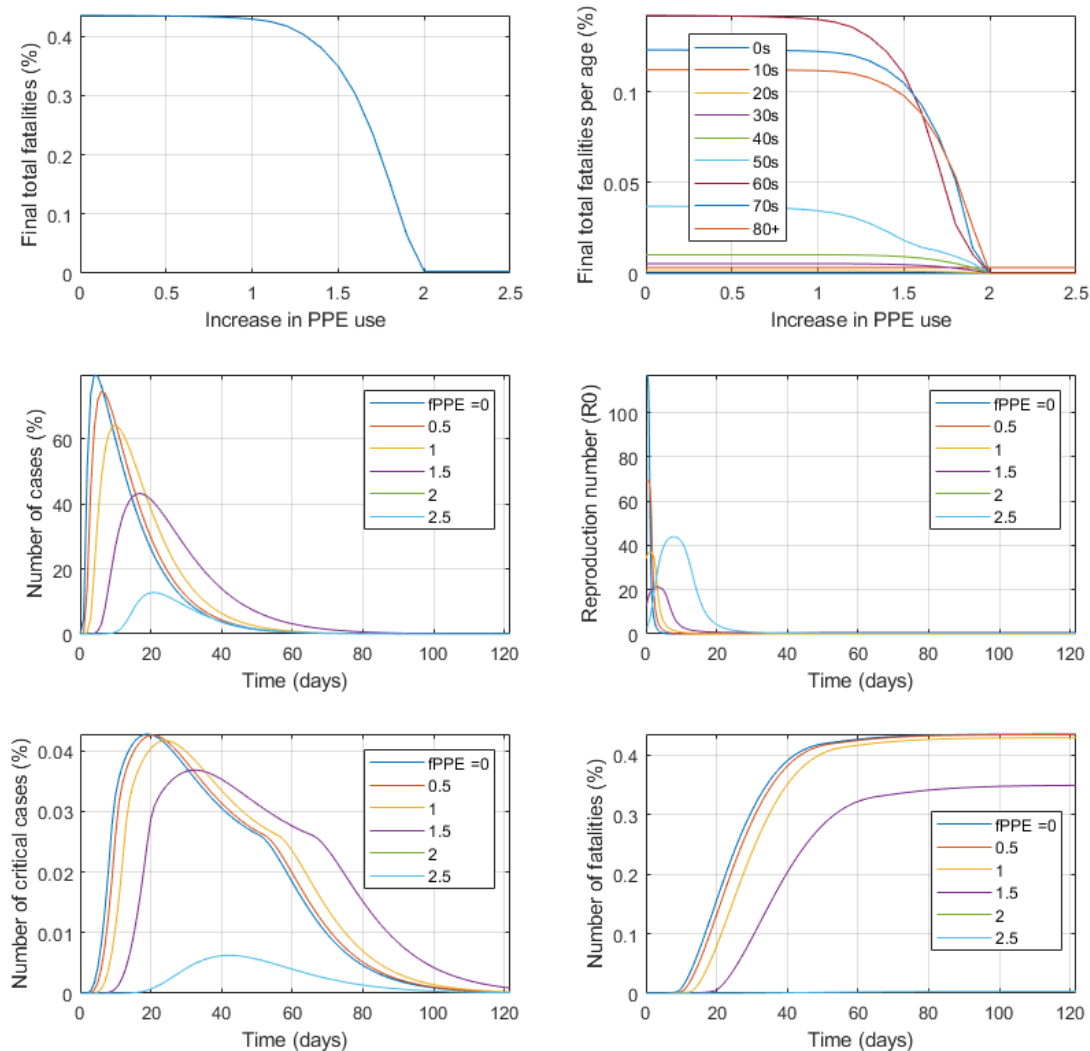 Final total fatalities (%)
0.4
0.3
0.2
0.1
0
0 0.5 1 1.5 2 2.5
Increase in PPE use
Final total fatalities per age (%)
0.1
0.05
0
0s
10s
20s
30s
40s
50s
60s
70s
80+
0 0.5 1 1.5 2 2.5
Increase in PPE use
Number of cases (%)
60
40
20
0
fPPE =0
0.5
1
1.5
2
2.5
0 20 40 60 80 100 120
Time (days)
Reproduction number (R0)
100
80
60
40
20
0
fPPE =0
0.5
1
1.5
2
2.5
0 20 40 60 80 100 120
Time (days)
Number of critical cases (%)
0.04
0.03
0.02
0.01
0
fPPE =0
0.5
1
1.5
2
2.5
0 20 40 60 80 100 120
Time (days)
Number of fatalities (%)
0.4
0.3
0.2
0.1
0
fPPE =0
0.5
1
1.5
2
2.5
0 20 40 60 80 100 120
Time (days)